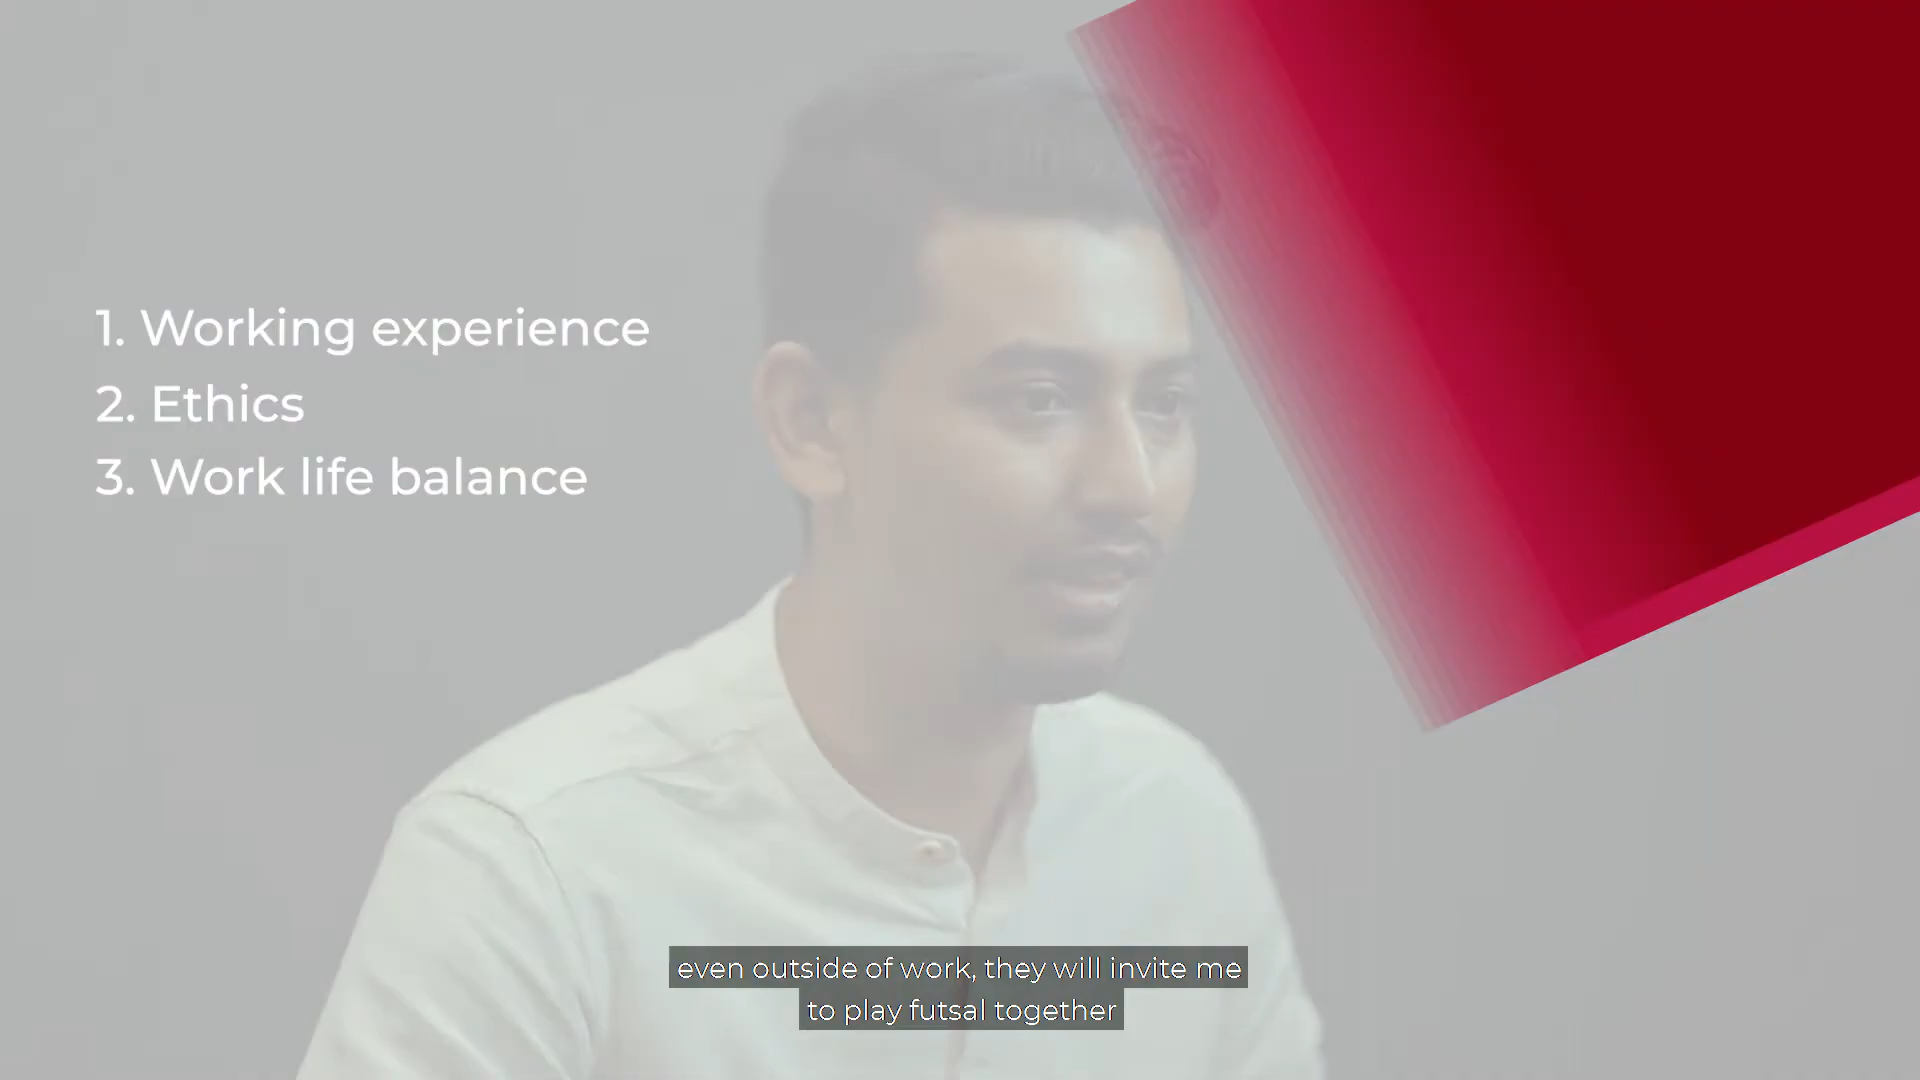 1. Working experience
2. Ethics
3. Work life balance
even outside of work, they will invite me
to play futsal together